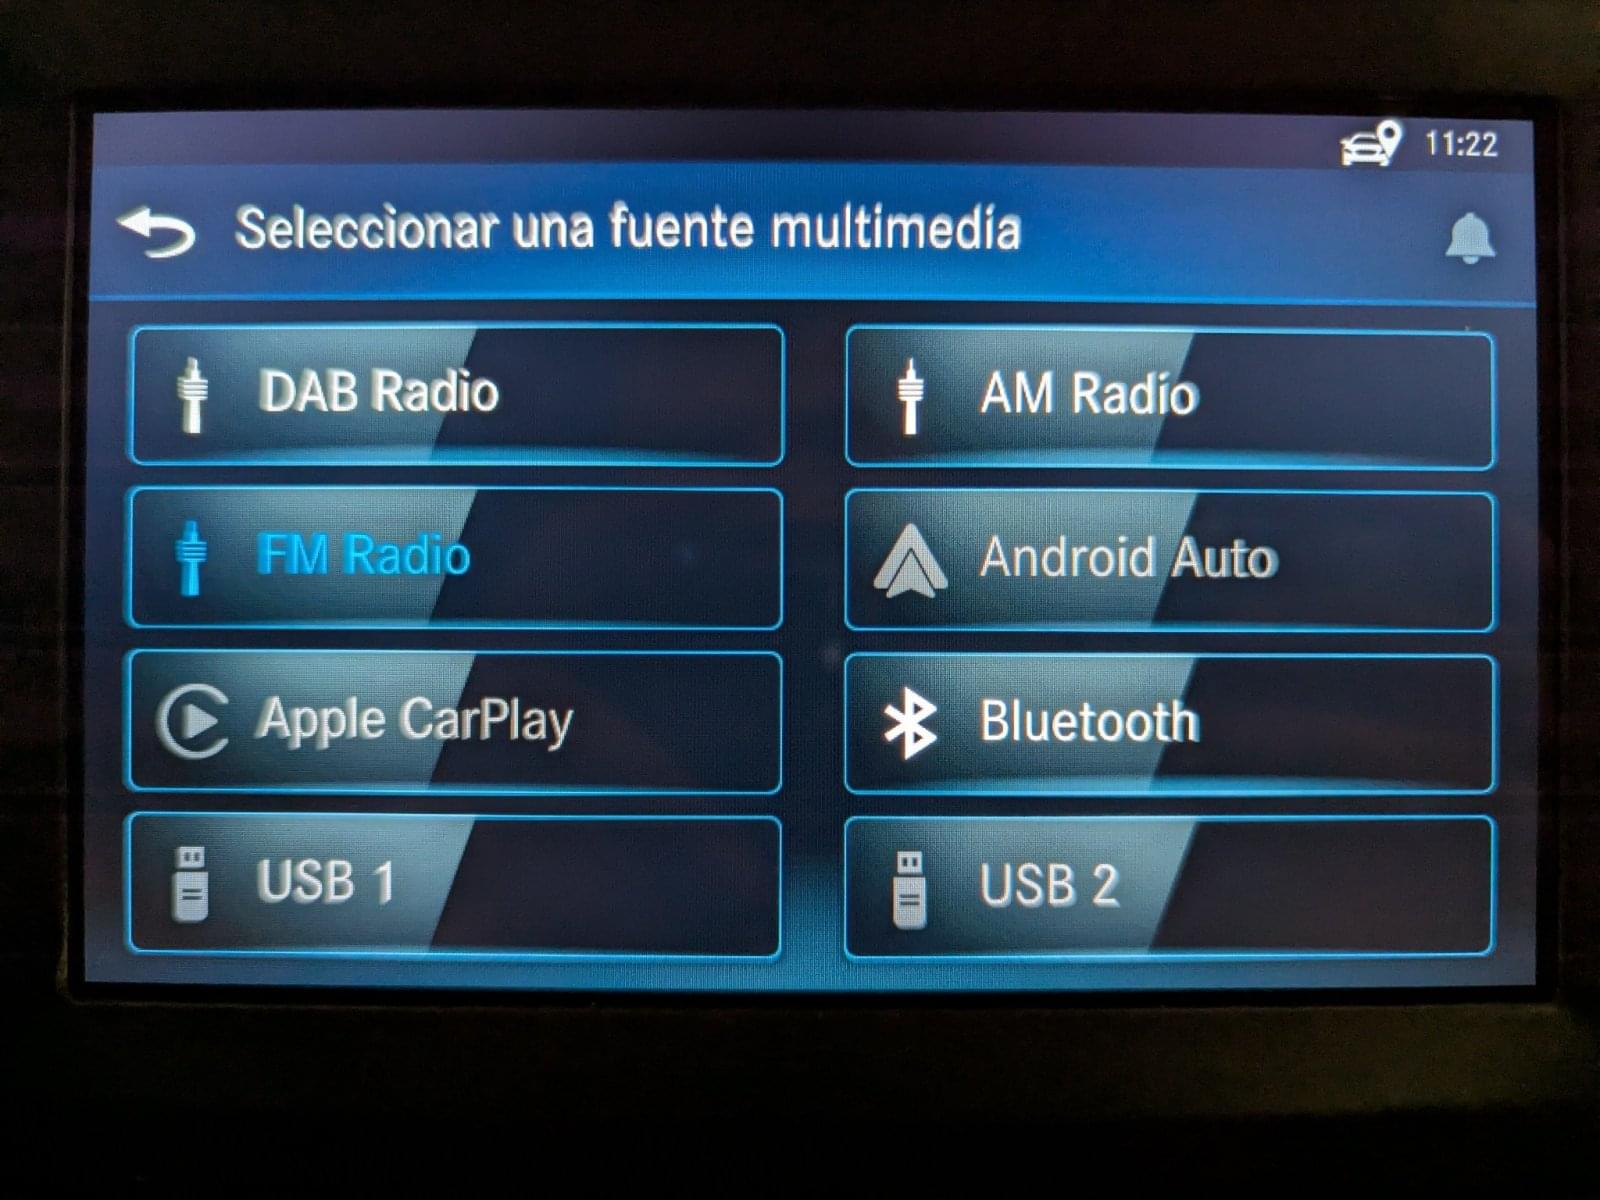 11:22
Seleccionar una fuente multimedia
DAB Radio
AM Radio
FM Radio
Android Auto
Apple CarPlay
Bluetooth
USB 1
USB 2